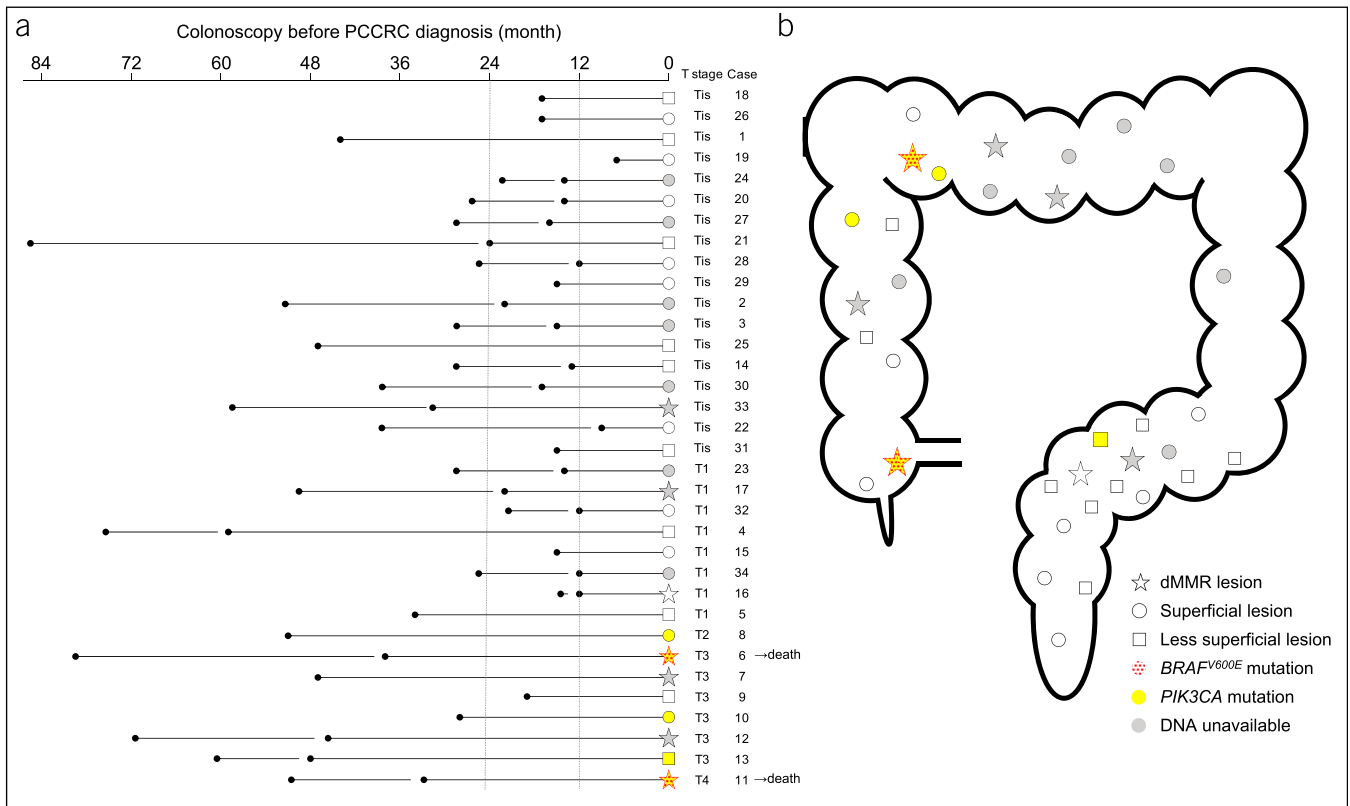 a
Colonoscopy before PCCRC diagnosis (month)
84 72 60 48 36 24 12 0
T stage Case
Tis 18
Tis 26
Tis 1
Tis 19
Tis 24
Tis 20
Tis 27
Tis 21
Tis 28
Tis 29
Tis 2
Tis 3
Tis 25
Tis 14
Tis 30
Tis 33
Tis 22
Tis 31
T1 23
T1 17
T1 32
T1 4
T1 15
T1 34
T1 16
T1 5
T2 8
T3 6 →death
T3 7
T3 9
T3 10
T3 12
T3 13
T4 11 →death
b
dMMR lesion
Superficial lesion
Less superficial lesion
BRAFV600E mutation
PIK3CA mutation
DNA unavailable